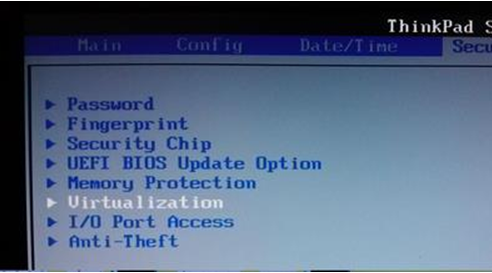 ThinkPad S
Main Config Date/Time Secu
Password
Fingerprint
Security Chip
UEFI BIOS Update Option
Memory Protection
Virtualization
I/O Port Access
Anti-Theft